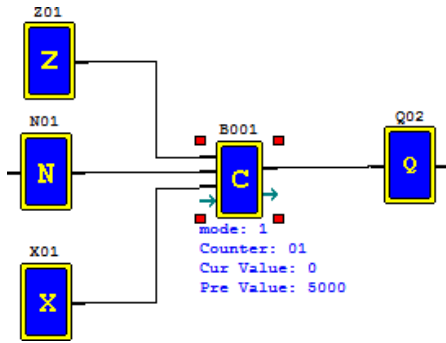 Z01
Z
N01
N
X01
X
B001
C
mode: 1
Counter: 01
Cur Value: 0
Pre Value: 5000
Q02
Q